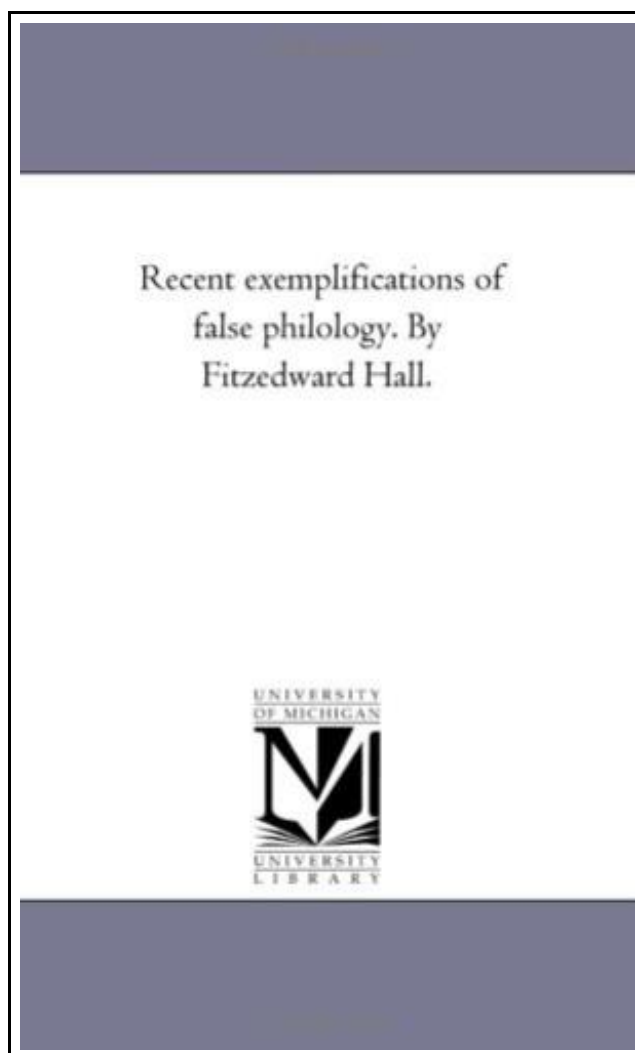 Recent exemplifications of
false philology. By
Fitzedward Hall.
UNIVERSITY
OF MICHIGAN
UNIVERSITY
LIBRARY